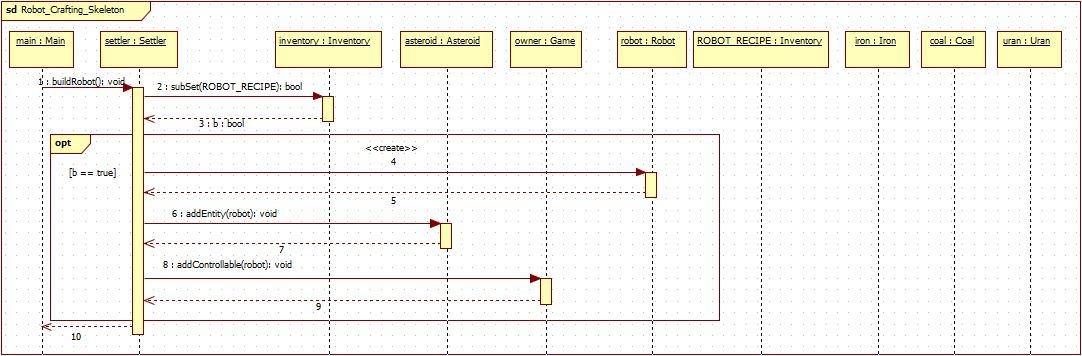 sd Robot_Crafting_Skeleton
main : Main
settler : Settler
inventory : Inventory
asteroid : Asteroid
owner : Game
robot : Robot
ROBOT_RECIPE : Inventory
iron : Iron
coal : Coal
uran : Uran
1 : buildRobot(): void
2 : subSet(ROBOT_RECIPE): bool
3 : b : bool
opt
[b == true]
<<create>>
4
5
6 : addEntity(robot): void
7
8 : addControllable(robot): void
9
10